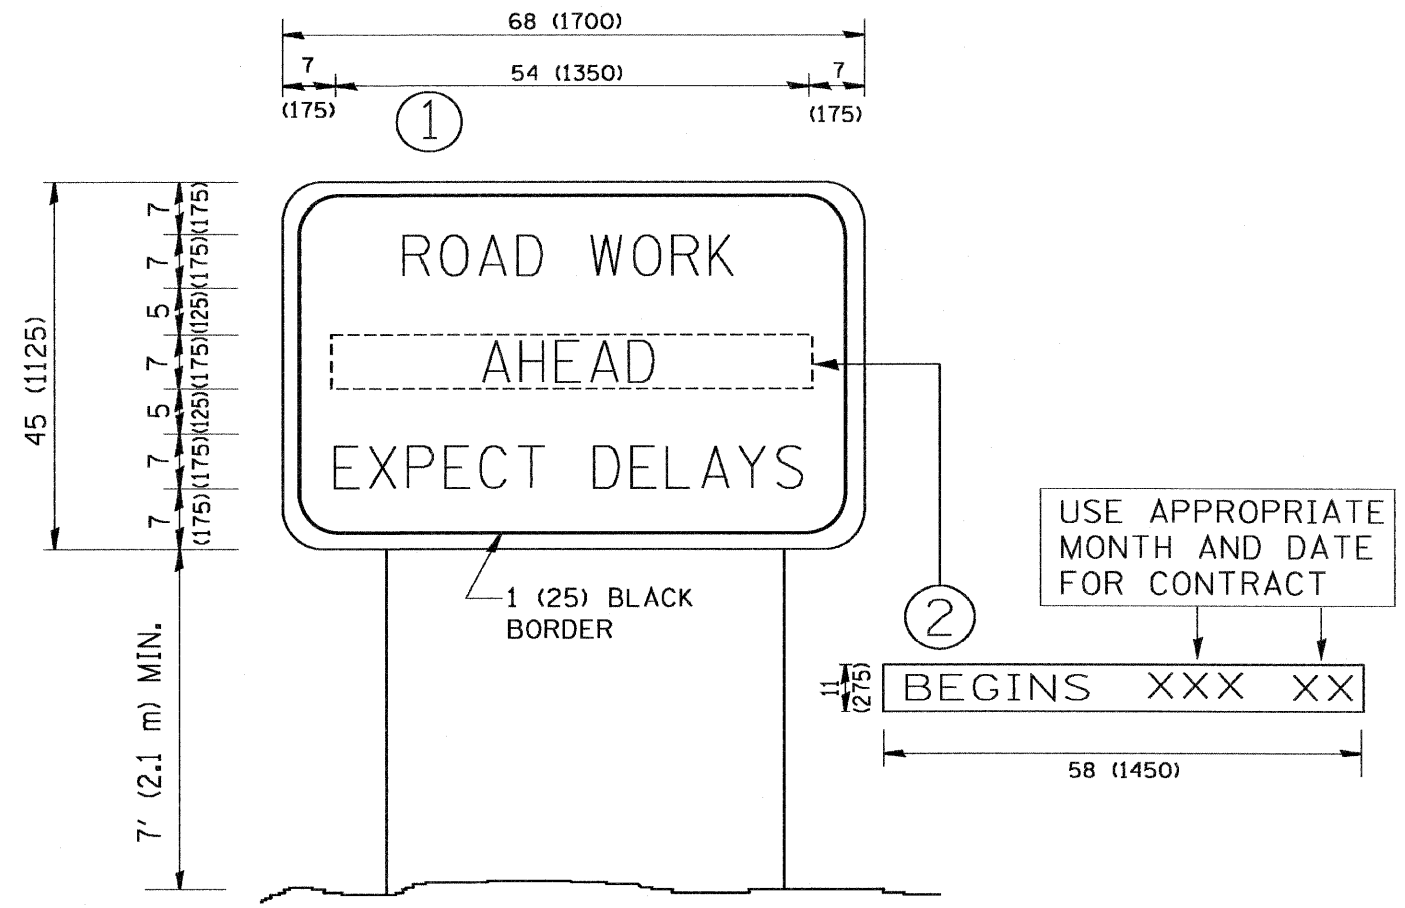 68 (1700)
7
54 (1350)
7
(175)
(175)
1
45 (1125)
7
(175)
7
(175)
5
(125)
7
(175)
5
(125)
7
(175)
7
(175)
ROAD WORK
AHEAD
EXPECT DELAYS
1 (25) BLACK
BORDER
7' (2.1 m) MIN.
USE APPROPRIATE
MONTH AND DATE
FOR CONTRACT
2
11
(275)
BEGINS XXX XX
58 (1450)